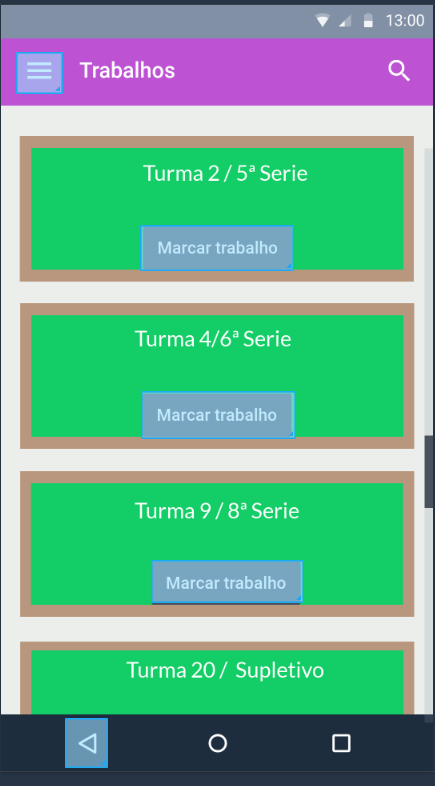 13:00
Trabalhos
Turma 2 / 5ª Serie
Marcar trabalho
Turma 4/6ª Serie
Marcar trabalho
Turma 9 / 8ª Serie
Marcar trabalho
Turma 20 /  Supletivo